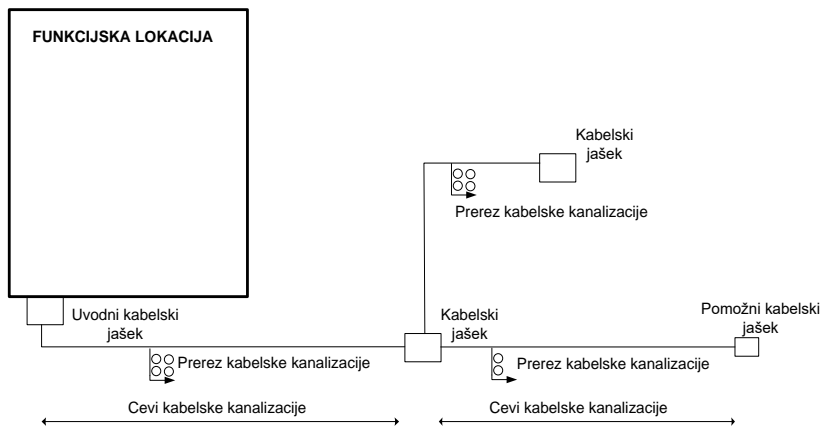 FUNKCIJSKA LOKACIJA
Kabelski
jašek
Prerez kabelske kanalizacije
Uvodni kabelski
jašek
Kabelski
jašek
Pomožni kabelski
jašek
Prerez kabelske kanalizacije
Prerez kabelske kanalizacije
Cevi kabelske kanalizacije
Cevi kabelske kanalizacije